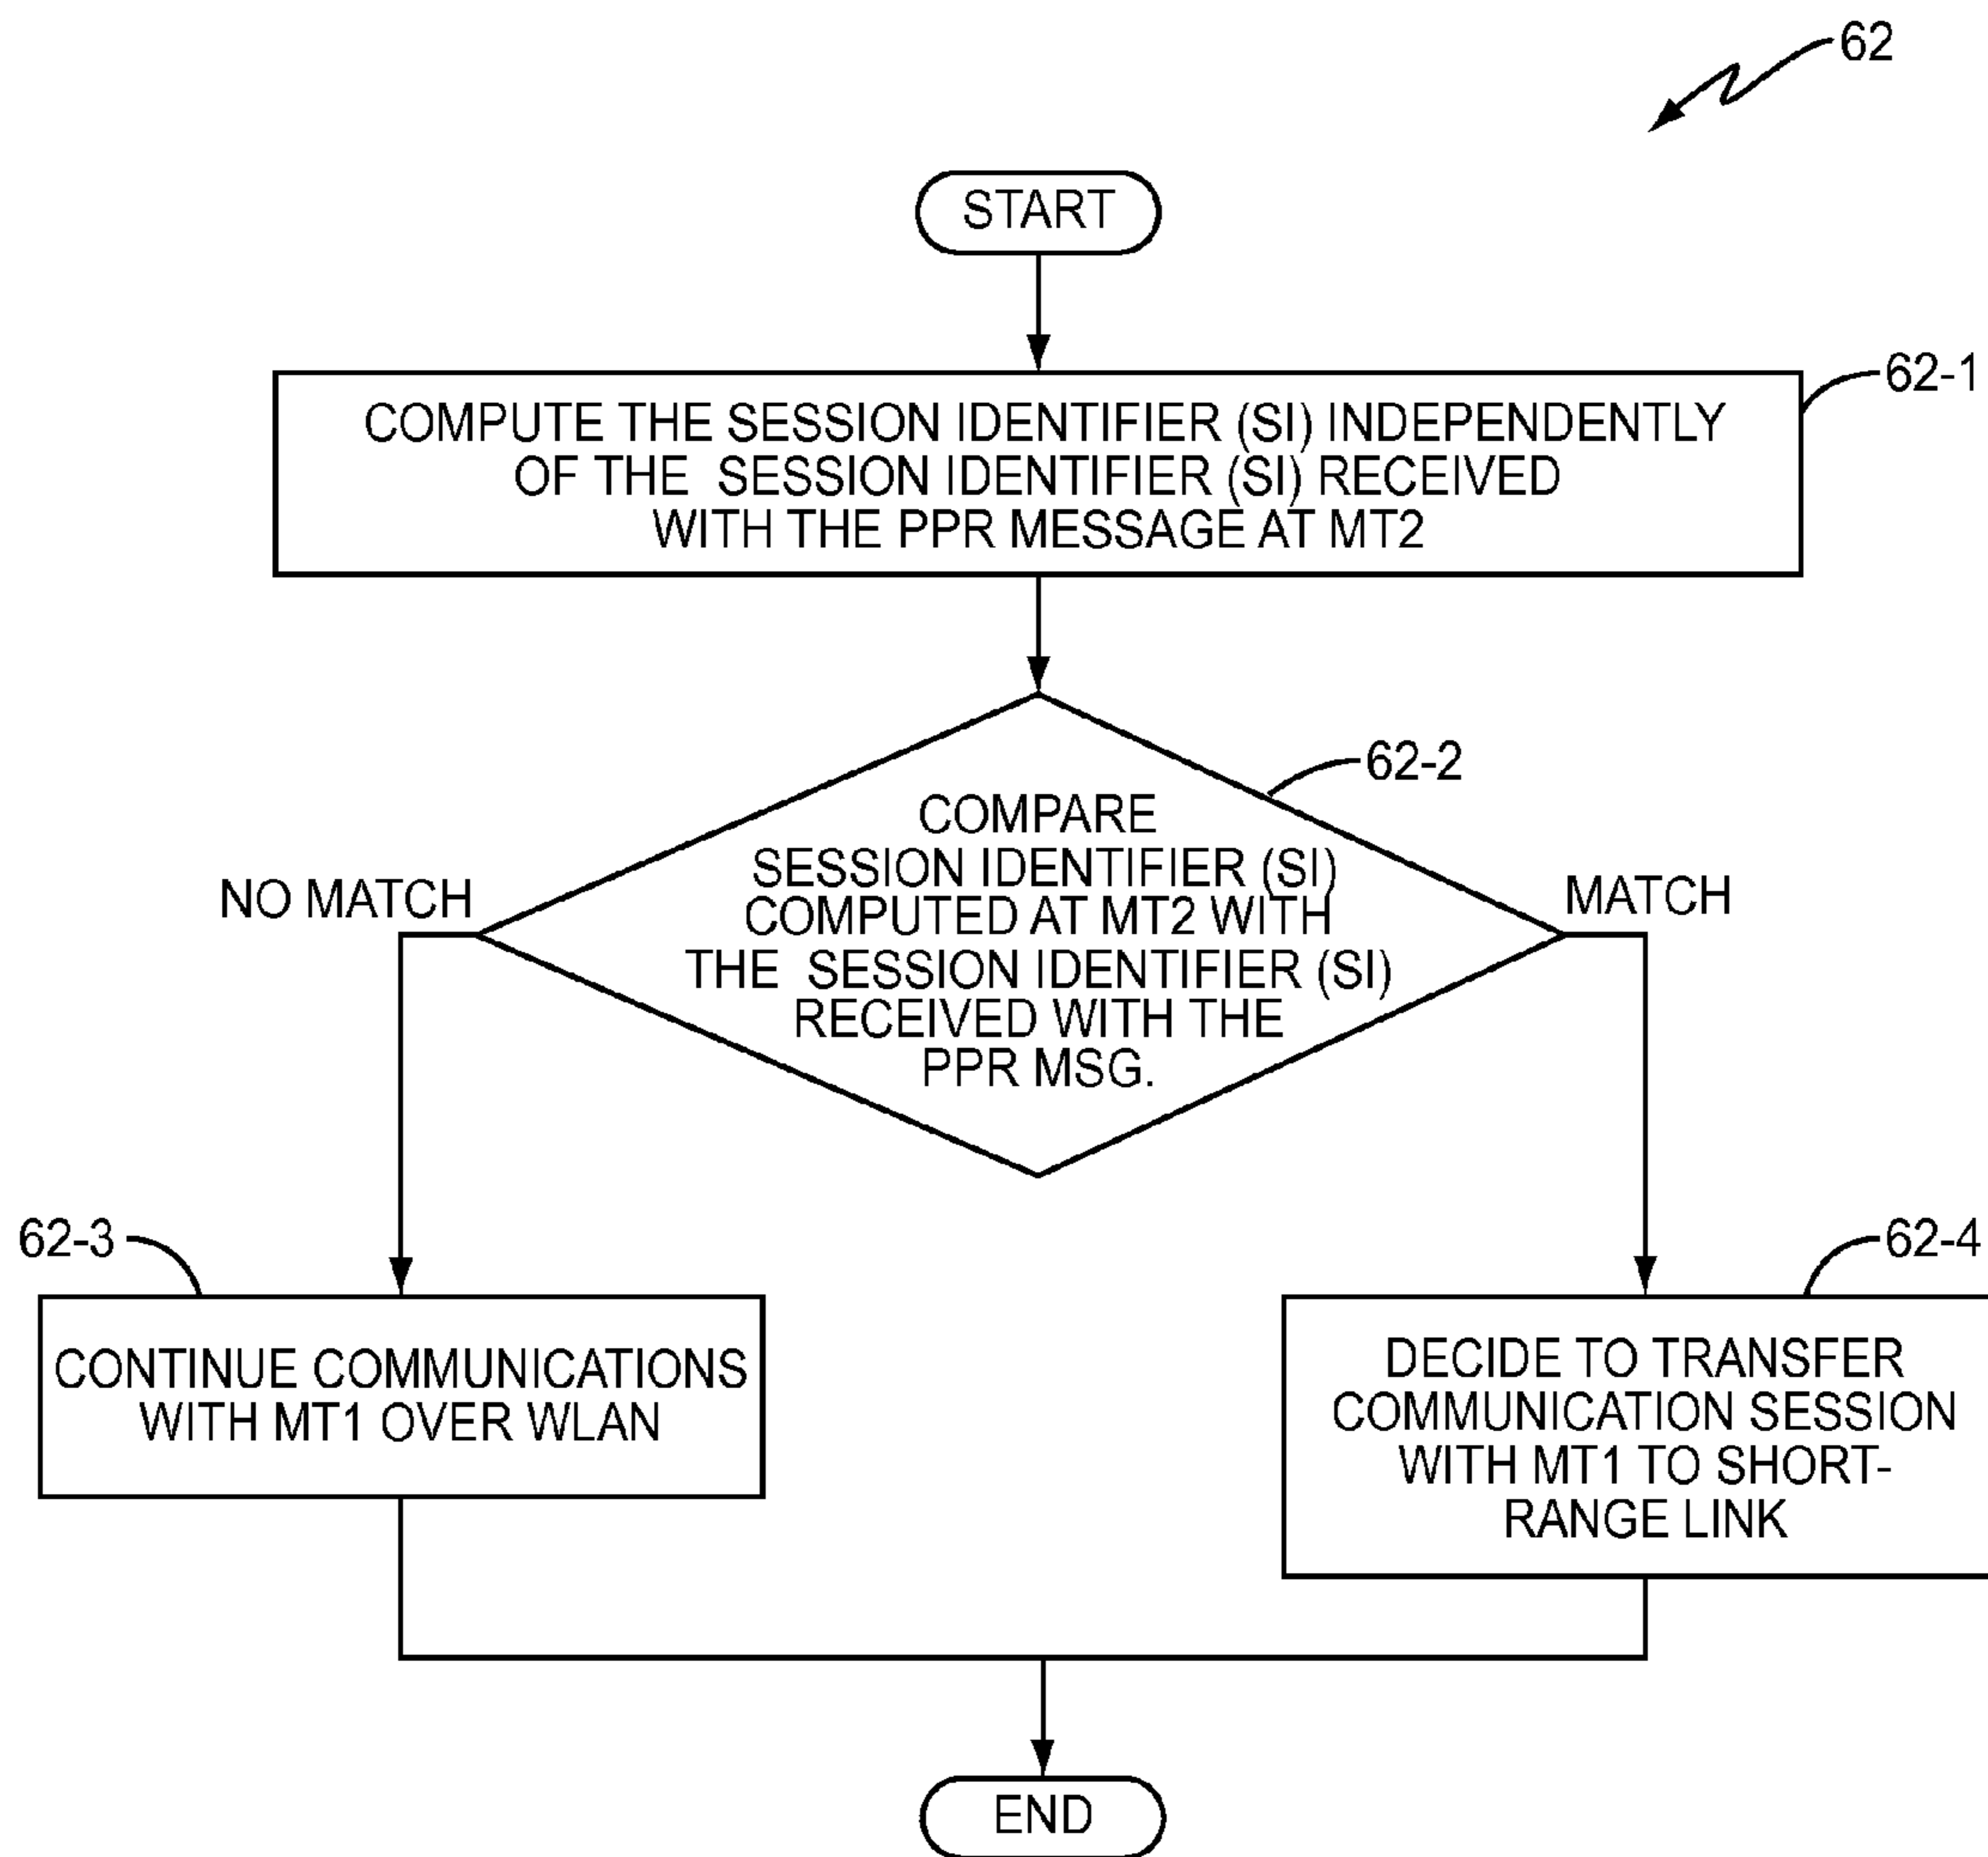 62
START
62-1
COMPUTE THE SESSION IDENTIFIER (SI) INDEPENDENTLY
OF THE SESSION IDENTIFIER (SI) RECEIVED
WITH THE PPR MESSAGE AT MT2
62-2
COMPARE
SESSION IDENTIFIER (SI)
COMPUTED AT MT2 WITH
THE SESSION IDENTIFIER (SI)
RECEIVED WITH THE
PPR MSG.
NO MATCH
MATCH
62-3
CONTINUE COMMUNICATIONS
WITH MT1 OVER WLAN
62-4
DECIDE TO TRANSFER
COMMUNICATION SESSION
WITH MT1 TO SHORT-
RANGE LINK
END